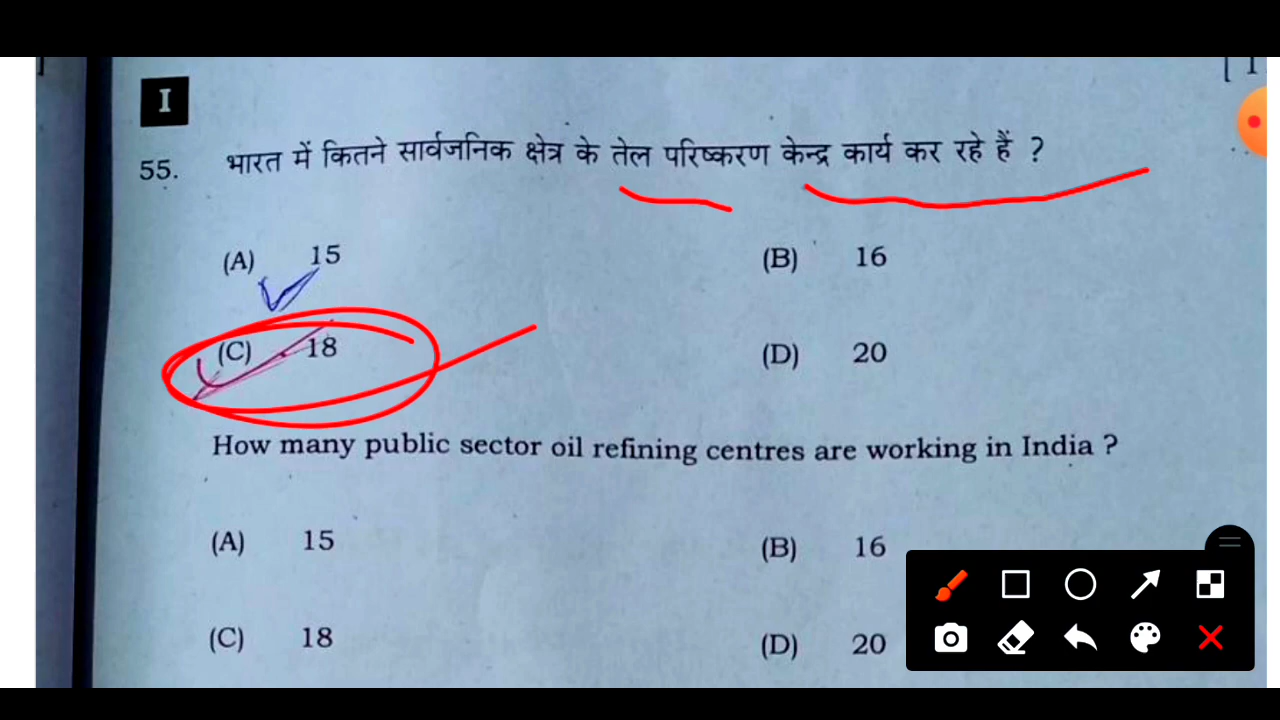 I
55. भारत में कितने सार्वजनिक क्षेत्र के तेल परिष्करण केन्द्र कार्य कर रहे हैं ?
(A) 15 (B) 16
(C) 18 (D) 20
How many public sector oil refining centres are working in India ?
(A) 15 (B) 16
(C) 18 (D) 20